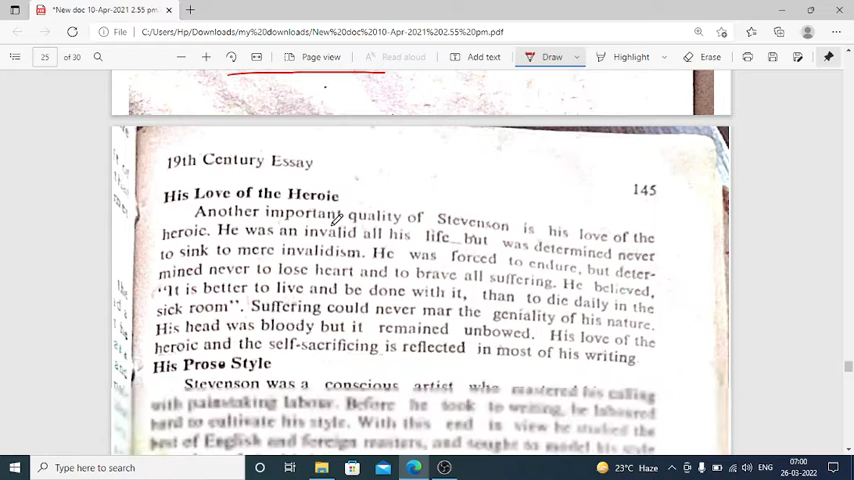 *New doc 10-Apr-2021 2.55 pm.p
File
C:/Users/Hp/Downloads/my%20downloads/New%20doc%2010-Apr-2021%202.55%20pm.pdf
25 of 30
Page view
Read aloud
Add text
Draw
Highlight
Erase
19th Century Essay
145
His Love of the Heroic
Another important quality of Stevenson is his love of the
heroic. He was an invalid all his life but was determined never
to sink to mere invalidism. He was forced to endure, but deter-
mined never to lose heart and to brave all suffering. He believed,
"It is better to live and be done with it, than to die daily in the
sick room". Suffering could never mar the geniality of his nature.
His head was bloody but it remained unbowed. His love of the
heroic and the self-sacrificing is reflected in most of his writing.
His Prose Style
Stevenson was a conscious artist who mastered his calling
with painstaking labour. Before he took to writing, he laboured
hard to cultivate his style. With this end in view he studied the
best of English and foreign masters, and sought to model his style
Type here to search
23°C Haze
ENG
07:00
26-03-2022